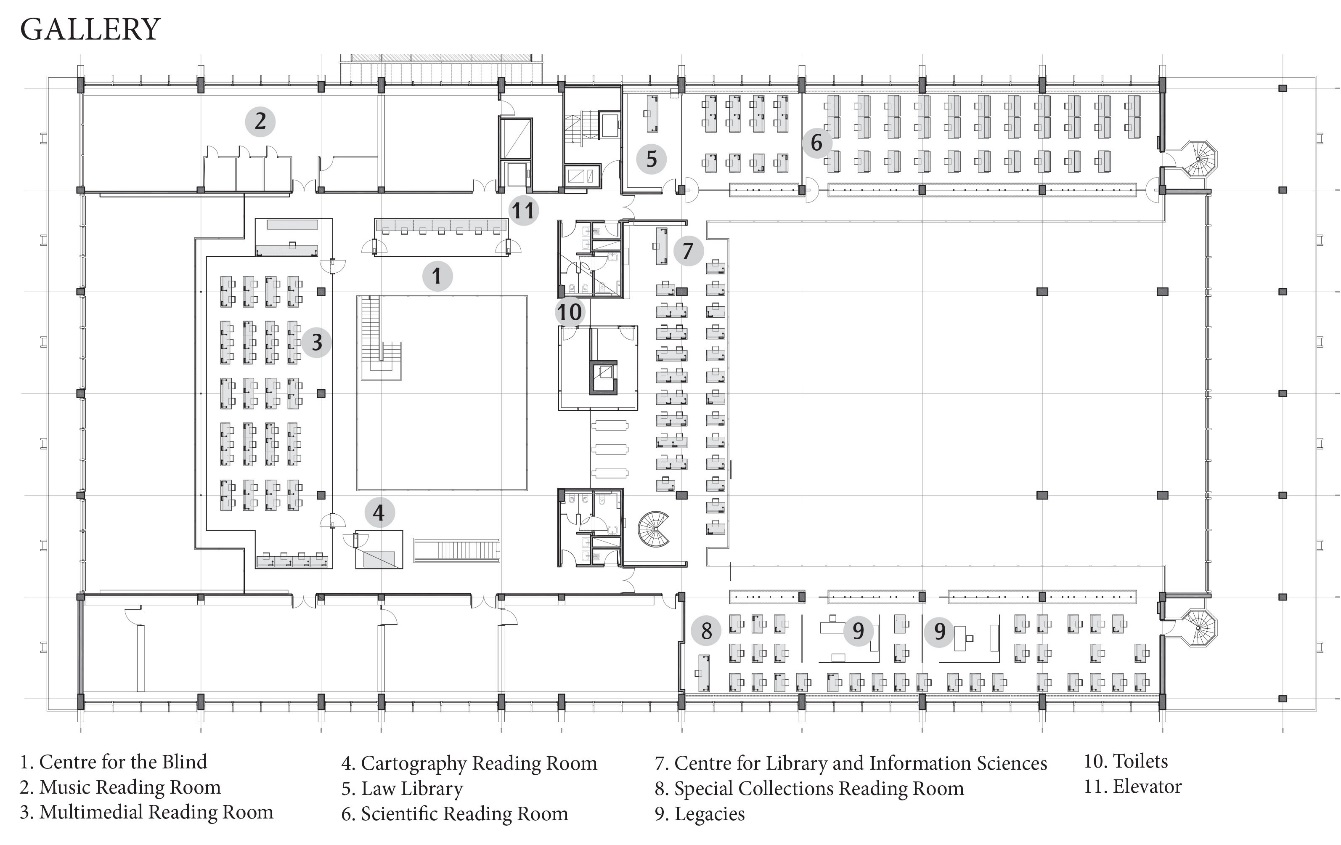 GALLERY
2
5
6
11
7
1
10
3
4
8
9
9
1. Centre for the Blind
2. Music Reading Room
3. Multimedial Reading Room
4. Cartography Reading Room
5. Law Library
6. Scientific Reading Room
7. Centre for Library and Information Sciences
8. Special Collections Reading Room
9. Legacies
10. Toilets
11. Elevator